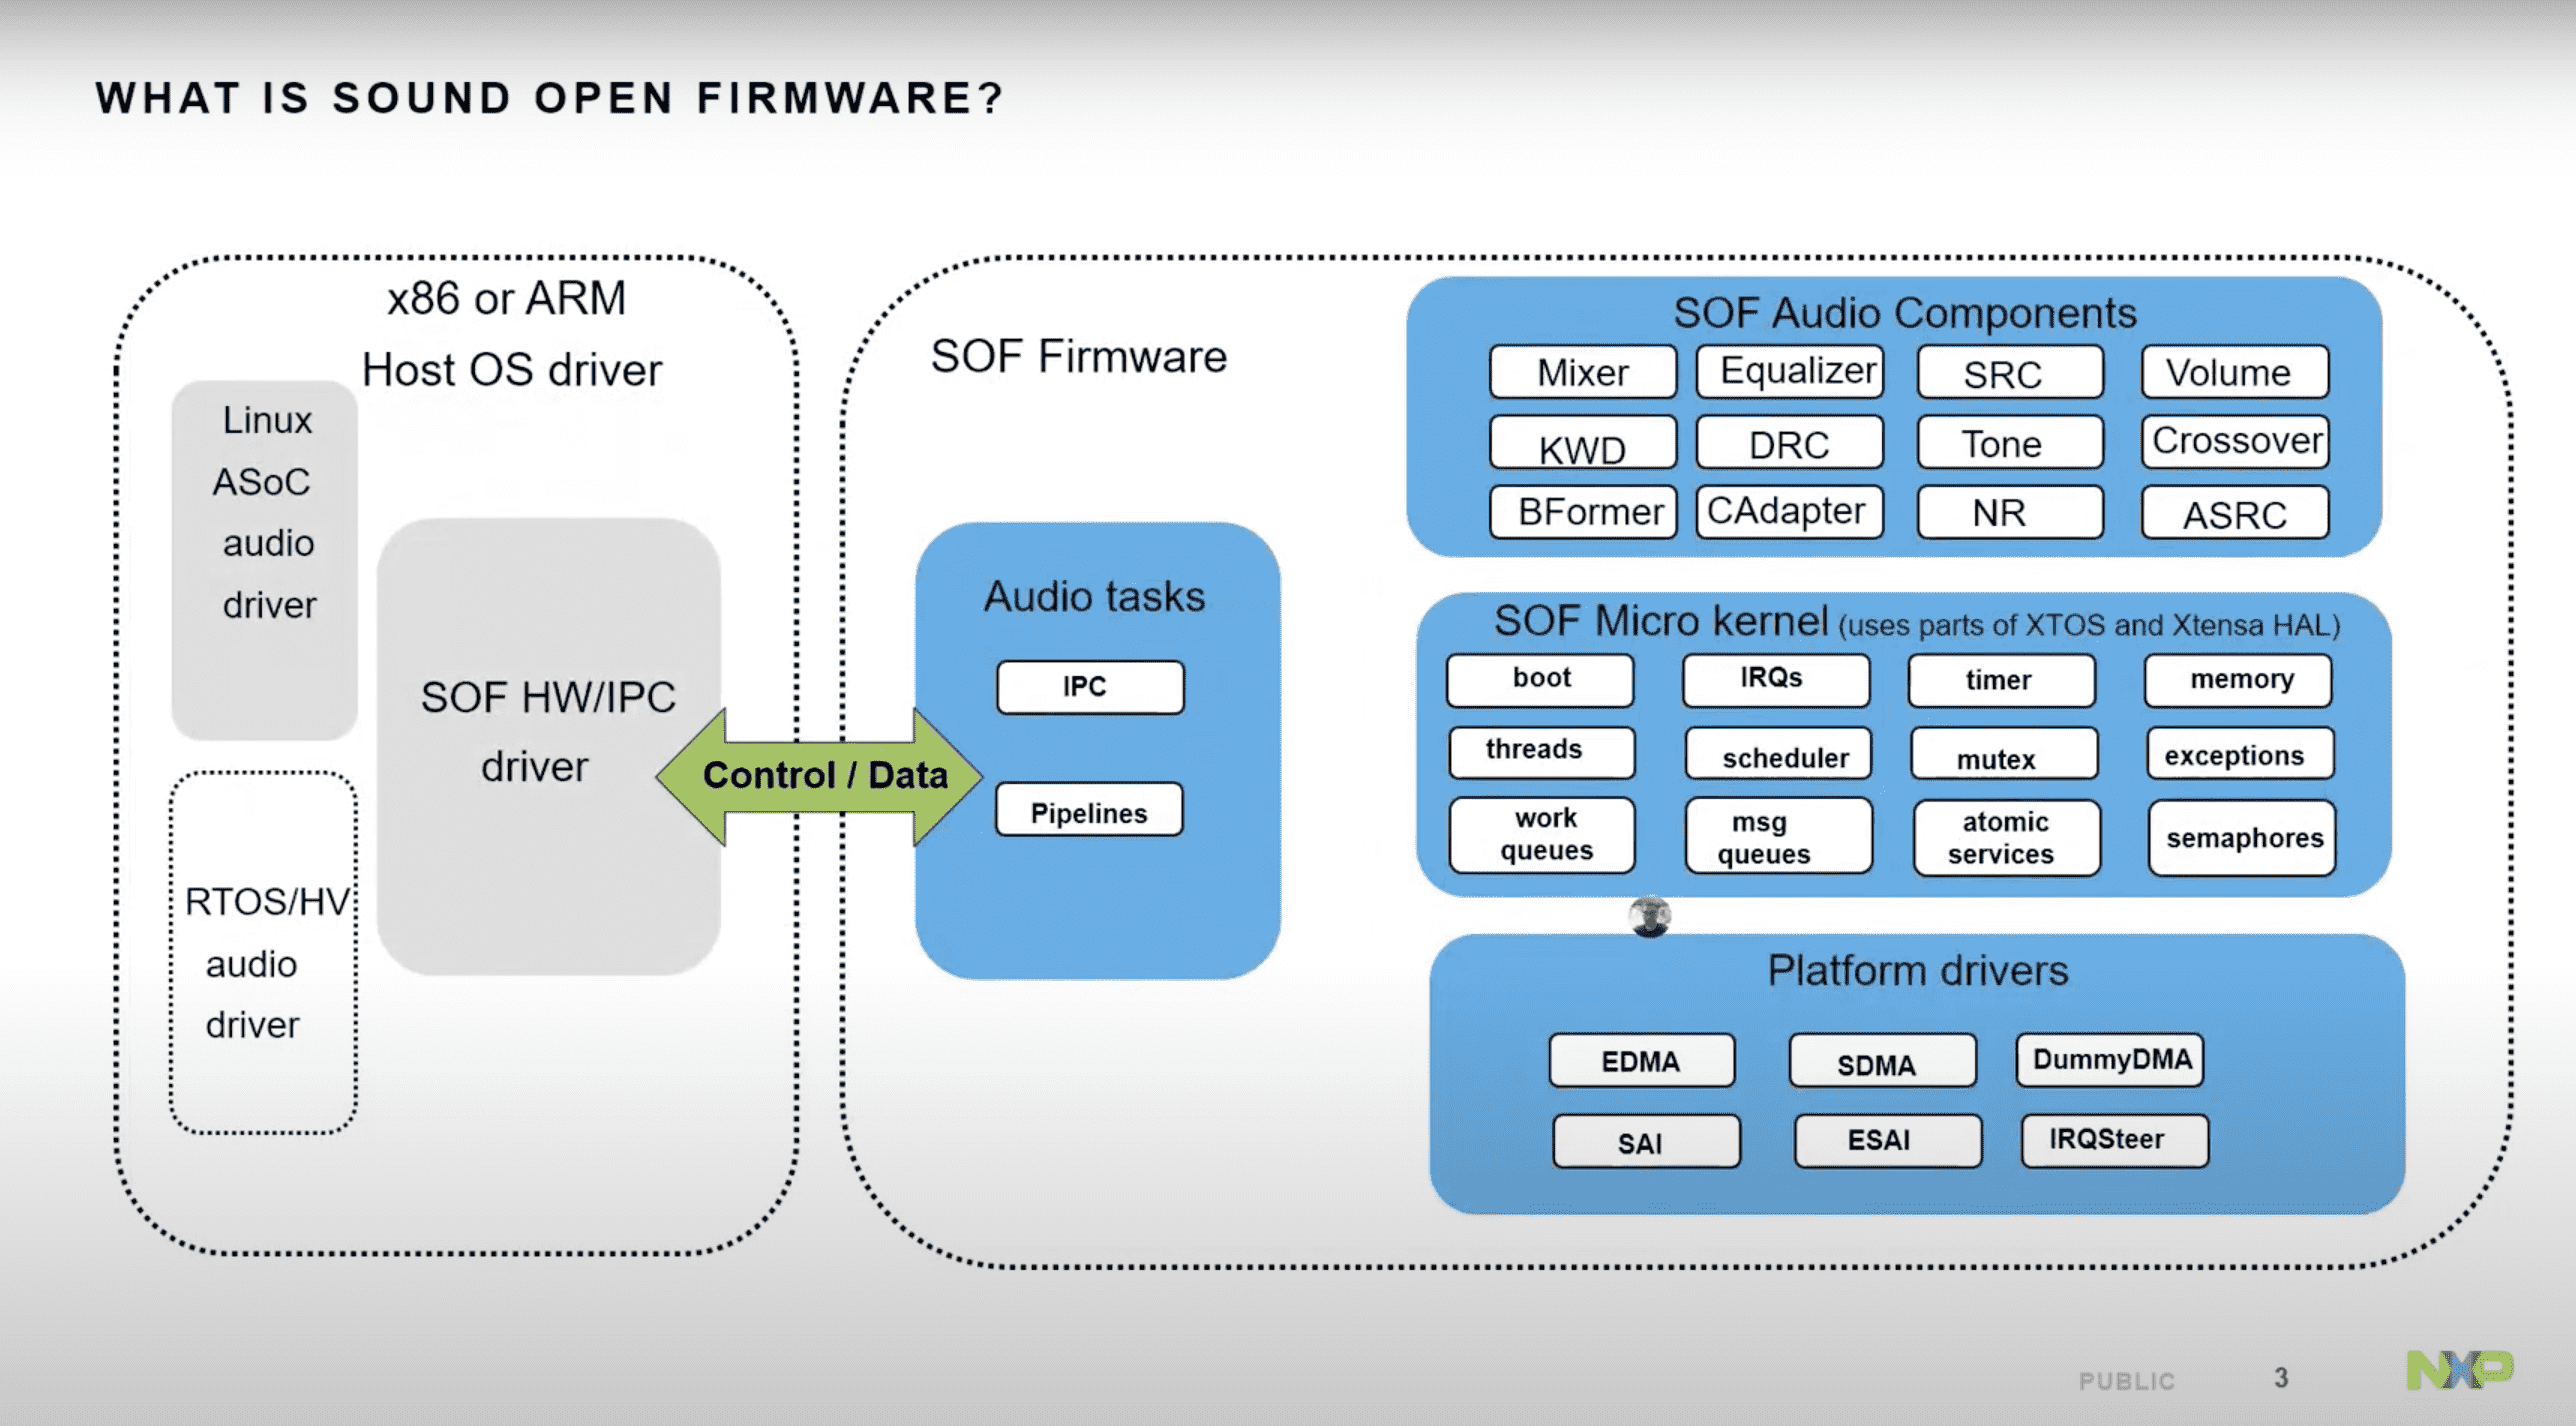 WHAT IS SOUND OPEN FIRMWARE?
x86 or ARM
Host OS driver
Linux
ASoC
audio
driver
RTOS/HV
audio
driver
SOF HW/IPC
driver
Control / Data
SOF Firmware
Audio tasks
IPC
Pipelines
SOF Audio Components
Mixer
Equalizer
SRC
Volume
KWD
DRC
Tone
Crossover
BFormer
CAdapter
NR
ASRC
SOF Micro kernel (uses parts of XTOS and Xtensa HAL)
boot
IRQs
timer
memory
threads
scheduler
mutex
exceptions
work
queues
msg
queues
atomic
services
semaphores
Platform drivers
EDMA
SDMA
DummyDMA
SAI
ESAI
IRQSteer
PUBLIC
3
NXP